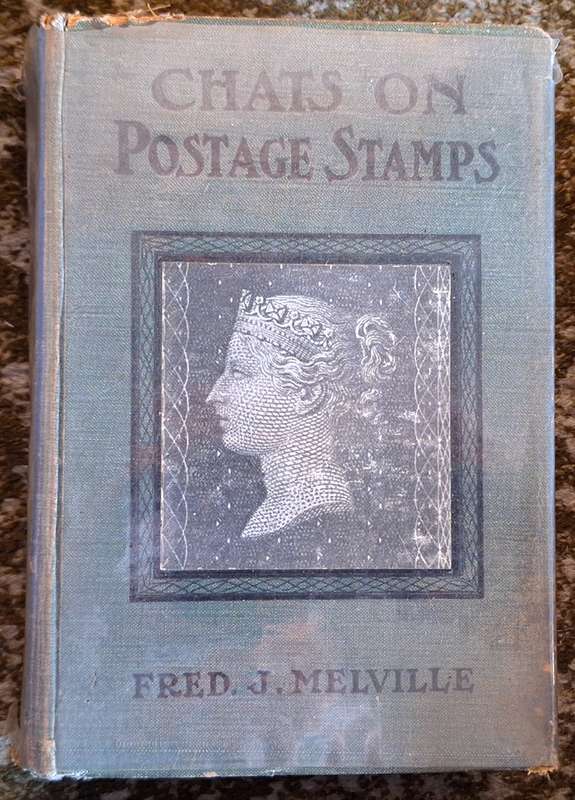 CHATS ON
POSTAGE STAMPS
FRED. J. MELVILLE